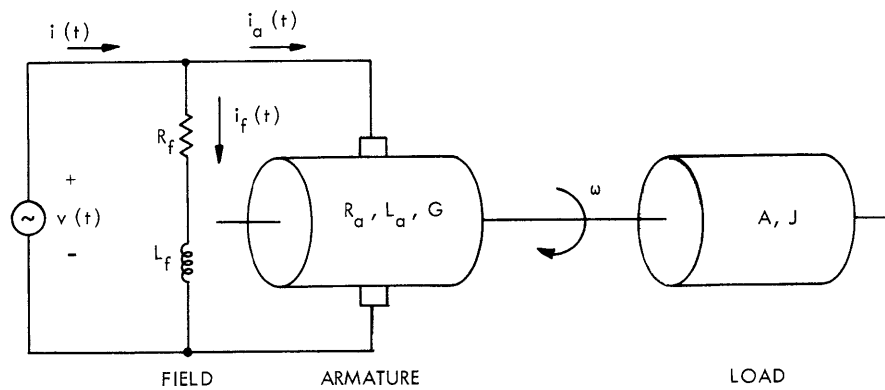 i (t)
i_a (t)
i_f (t)
R_f
+
~
v (t)
-
L_f
R_a , L_a , G
ω
A, J
FIELD
ARMATURE
LOAD